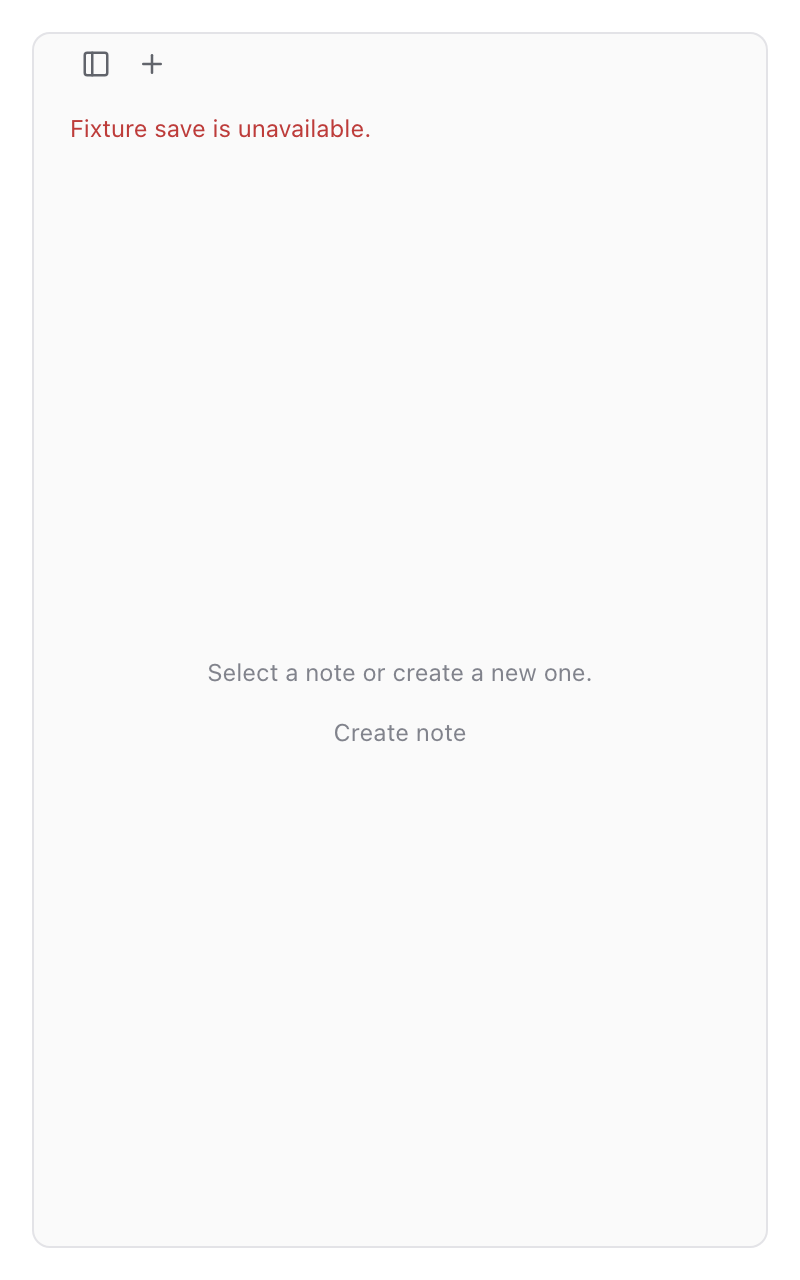 Fixture save is unavailable.
Select a note or create a new one.
Create note